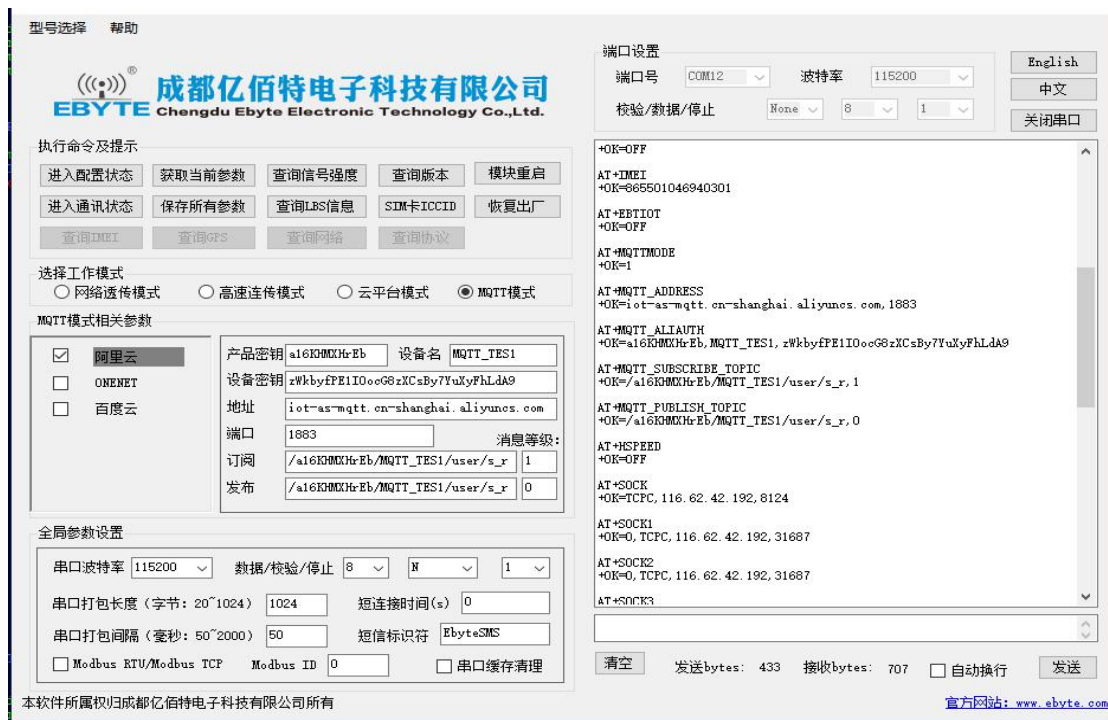 型号选择 帮助
®
成都亿佰特电子科技有限公司
EBYTE Chengdu Ebyte Electronic Technology Co.,Ltd.
执行命令及提示
进入配置状态 获取当前参数 查询信号强度 查询版本 模块重启
进入通讯状态 保存所有参数 查询LBS信息 SIM卡ICCID 恢复出厂
查询IMEI 查询GPS 查询网络 查询协议
选择工作模式
网络透传模式 高速连传模式 云平台模式 MQTT模式
MQTT模式相关参数
阿里云
ONENET
百度云
产品密钥 a16KHMXHrEb 设备名 MQTT_TES1
设备密钥 zWkbyfPE1IOocG8zXCsBy7YuXyFhLdA9
地址 iot-as-mqtt.cn-shanghai.aliyuncs.com
端口 1883 消息等级:
订阅 /a16KHMXHrEb/MQTT_TES1/user/s_r 1
发布 /a16KHMXHrEb/MQTT_TES1/user/s_r 0
全局参数设置
串口波特率 115200 数据/校验/停止 8 N 1
串口打包长度（字节：20~1024） 1024 短连接时间(s) 0
串口打包间隔（毫秒：50~2000） 50 短信标识符 EbyteSMS
Modbus RTU/Modbus TCP Modbus ID 0 串口缓存清理
本软件所属权归成都亿佰特电子科技有限公司所有
端口设置
端口号 COM12 波特率 115200
校验/数据/停止 None 8 1
English
中文
关闭串口
+OK=OFF
AT+IMEI
+OK=865501046940301
AT+EBTIOT
+OK=OFF
AT+MQTTMODE
+OK=1
AT+MQTT_ADDRESS
+OK=iot-as-mqtt.cn-shanghai.aliyuncs.com,1883
AT+MQTT_ALIAUTH
+OK=a16KHMXHrEb,MQTT_TES1,zWkbyfPE1IOocG8zXCsBy7YuXyFhLdA9
AT+MQTT_SUBSCRIBE_TOPIC
+OK=/a16KHMXHrEb/MQTT_TES1/user/s_r,1
AT+MQTT_PUBLISH_TOPIC
+OK=/a16KHMXHrEb/MQTT_TES1/user/s_r,0
AT+HSPEED
+OK=OFF
AT+SOCK
+OK=TCPC,116.62.42.192,8124
AT+SOCK1
+OK=0,TCPC,116.62.42.192,31687
AT+SOCK2
+OK=0,TCPC,116.62.42.192,31687
AT+SOCK3
清空 发送bytes: 433 接收bytes: 707 自动换行 发送
官方网站: www.ebyte.com